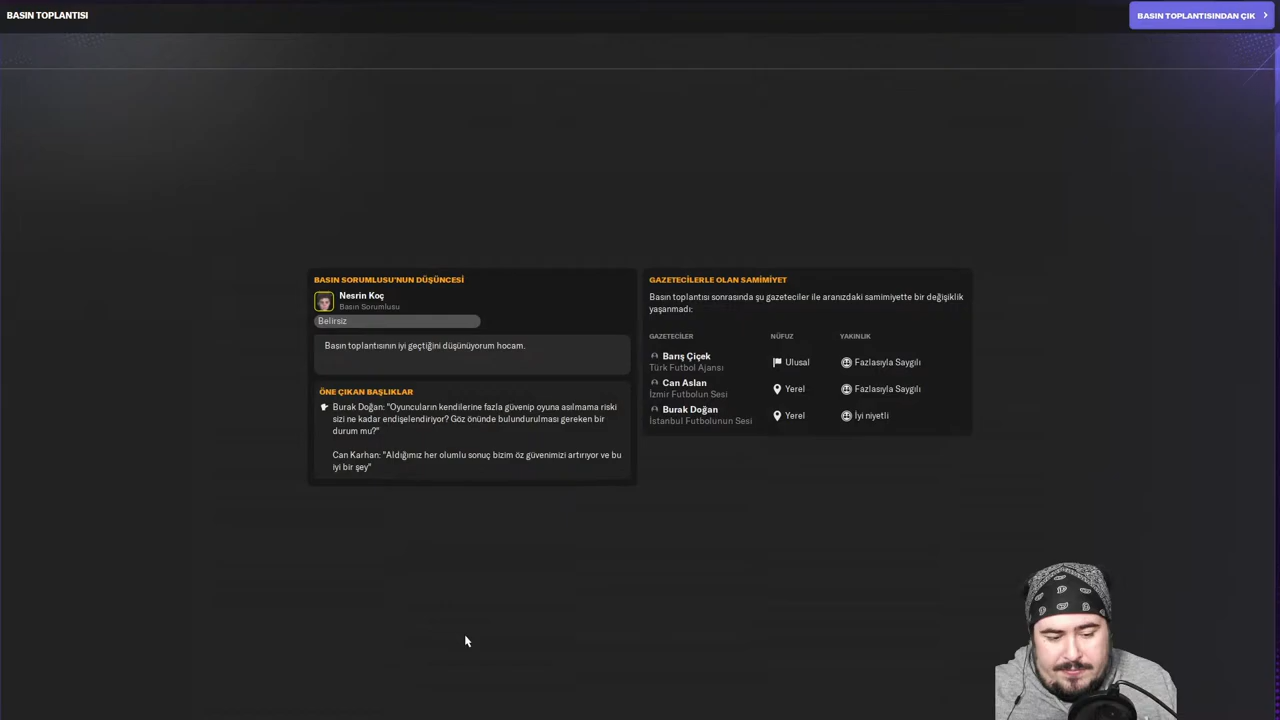 BASIN TOPLANTISI
BASIN TOPLANTISINDAN ÇIK
BASIN SORUMLUSU'NUN DÜŞÜNCESİ
Nesrin Koç
Basın Sorumlusu
Belirsiz
Basın toplantısının iyi geçtiğini düşünüyorum hocam.
ÖNE ÇIKAN BAŞLIKLAR
Burak Doğan: "Oyuncuların kendilerine fazla güvenip oyuna asılmama riski
sizi ne kadar endişelendiriyor? Göz önünde bulundurulması gereken bir
durum mu?"
Can Karhan: "Aldığımız her olumlu sonuç bizim öz güvenimizi artırıyor ve bu
iyi bir şey"
GAZETECİLERLE OLAN SAMİMİYET
Basın toplantısı sonrasında şu gazeteciler ile aranızdaki samimiyette bir değişiklik
yaşanmadı:
GAZETECİLER NÜFUZ YAKINLIK
Barış Çiçek
Türk Futbol Ajansı
Ulusal Fazlasıyla Saygılı
Can Aslan
İzmir Futbolun Sesi
Yerel Fazlasıyla Saygılı
Burak Doğan
İstanbul Futbolunun Sesi
Yerel İyi niyetli